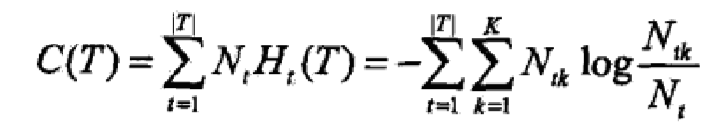 C(T) = \sum_{t=1}^{|T|} N_t H_t(T) = -\sum_{t=1}^{|T|} \sum_{k=1}^{K} N_{tk} \log \frac{N_{tk}}{N_t}